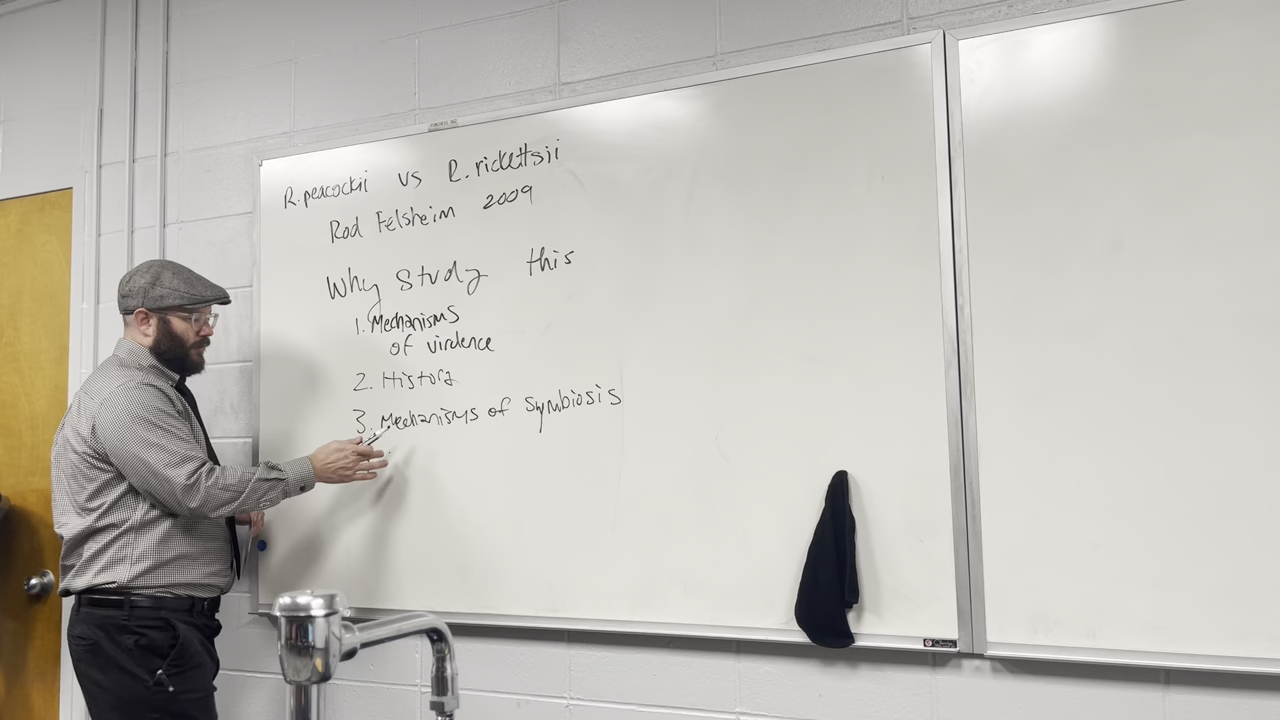 R. peacockii vs R. rickettsii
Rod Felsheim 2009
Why Study this
1. Mechanisms
of virulence
2. History
3. Mechanisms of symbiosis